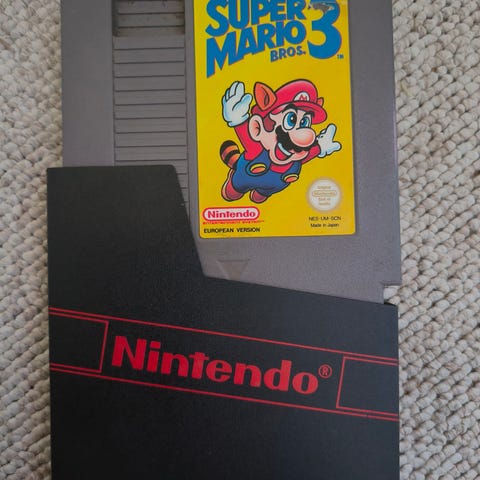 SUPER
MARIO 3
BROS.™
Nintendo
EUROPEAN VERSION
NES-UM-SCN
Made in Japan
Nintendo®